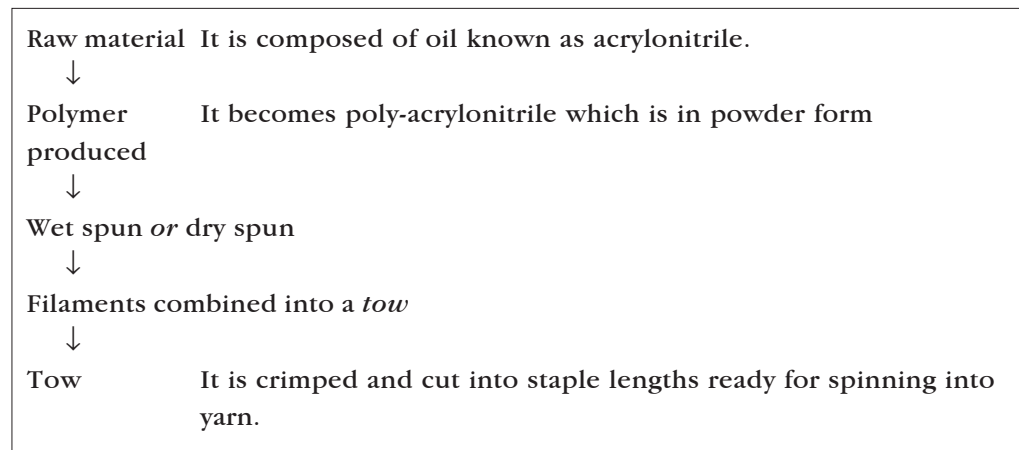 Raw material It is composed of oil known as acrylonitrile.
↓
Polymer It becomes poly-acrylonitrile which is in powder form
produced
↓
Wet spun or dry spun
↓
Filaments combined into a tow
↓
Tow It is crimped and cut into staple lengths ready for spinning into
yarn.